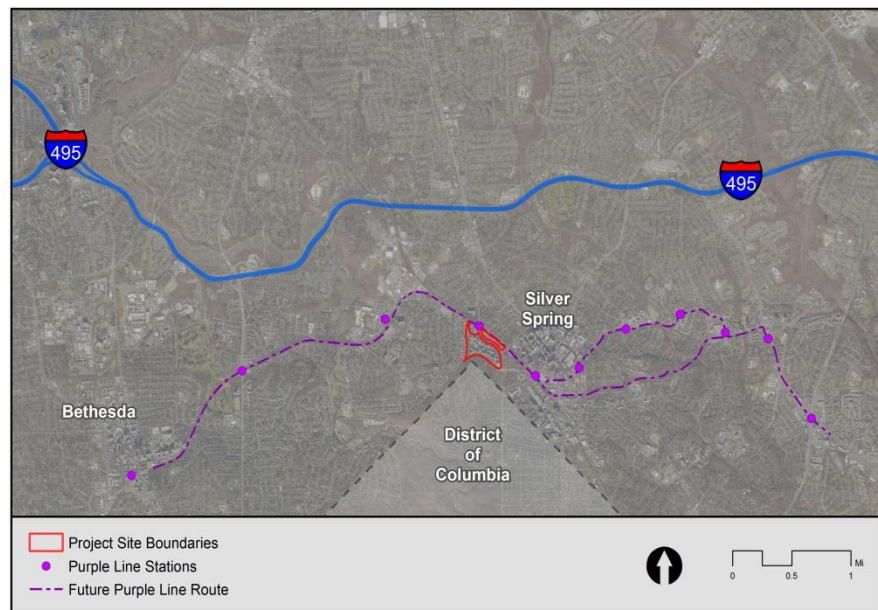 495
495
Silver
Spring
Bethesda
District
of
Columbia
Project Site Boundaries
Purple Line Stations
Future Purple Line Route
Mi
0 0.5 1